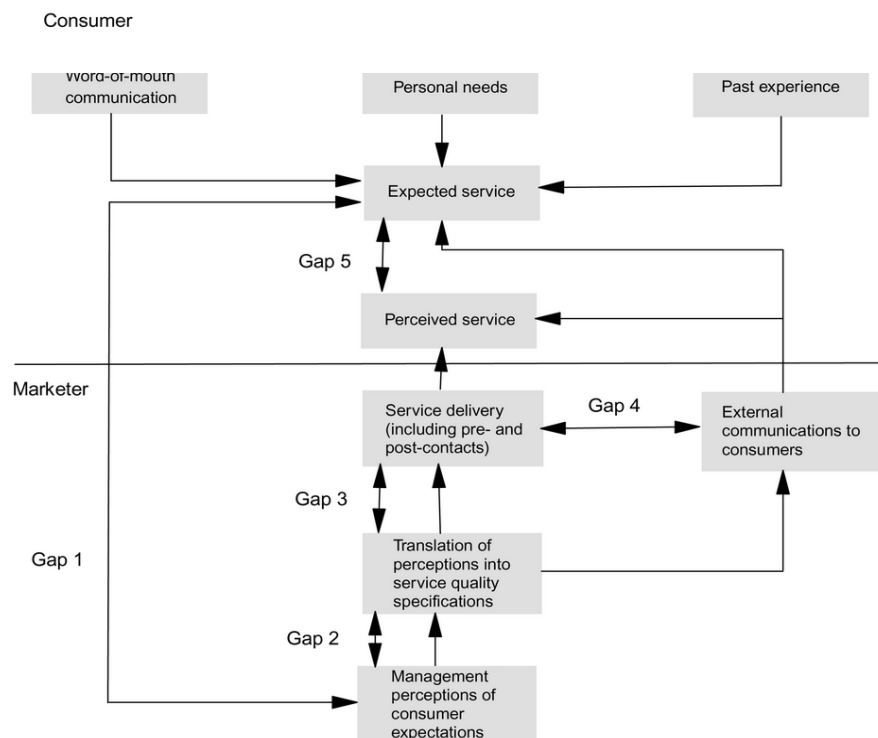 Consumer
Word-of-mouth
communication
Personal needs
Past experience
Expected service
Gap 5
Perceived service
Marketer
Service delivery
(including pre- and
post-contacts)
Gap 4
External
communications to
consumers
Gap 3
Translation of
perceptions into
service quality
specifications
Gap 1
Gap 2
Management
perceptions of
consumer
expectations